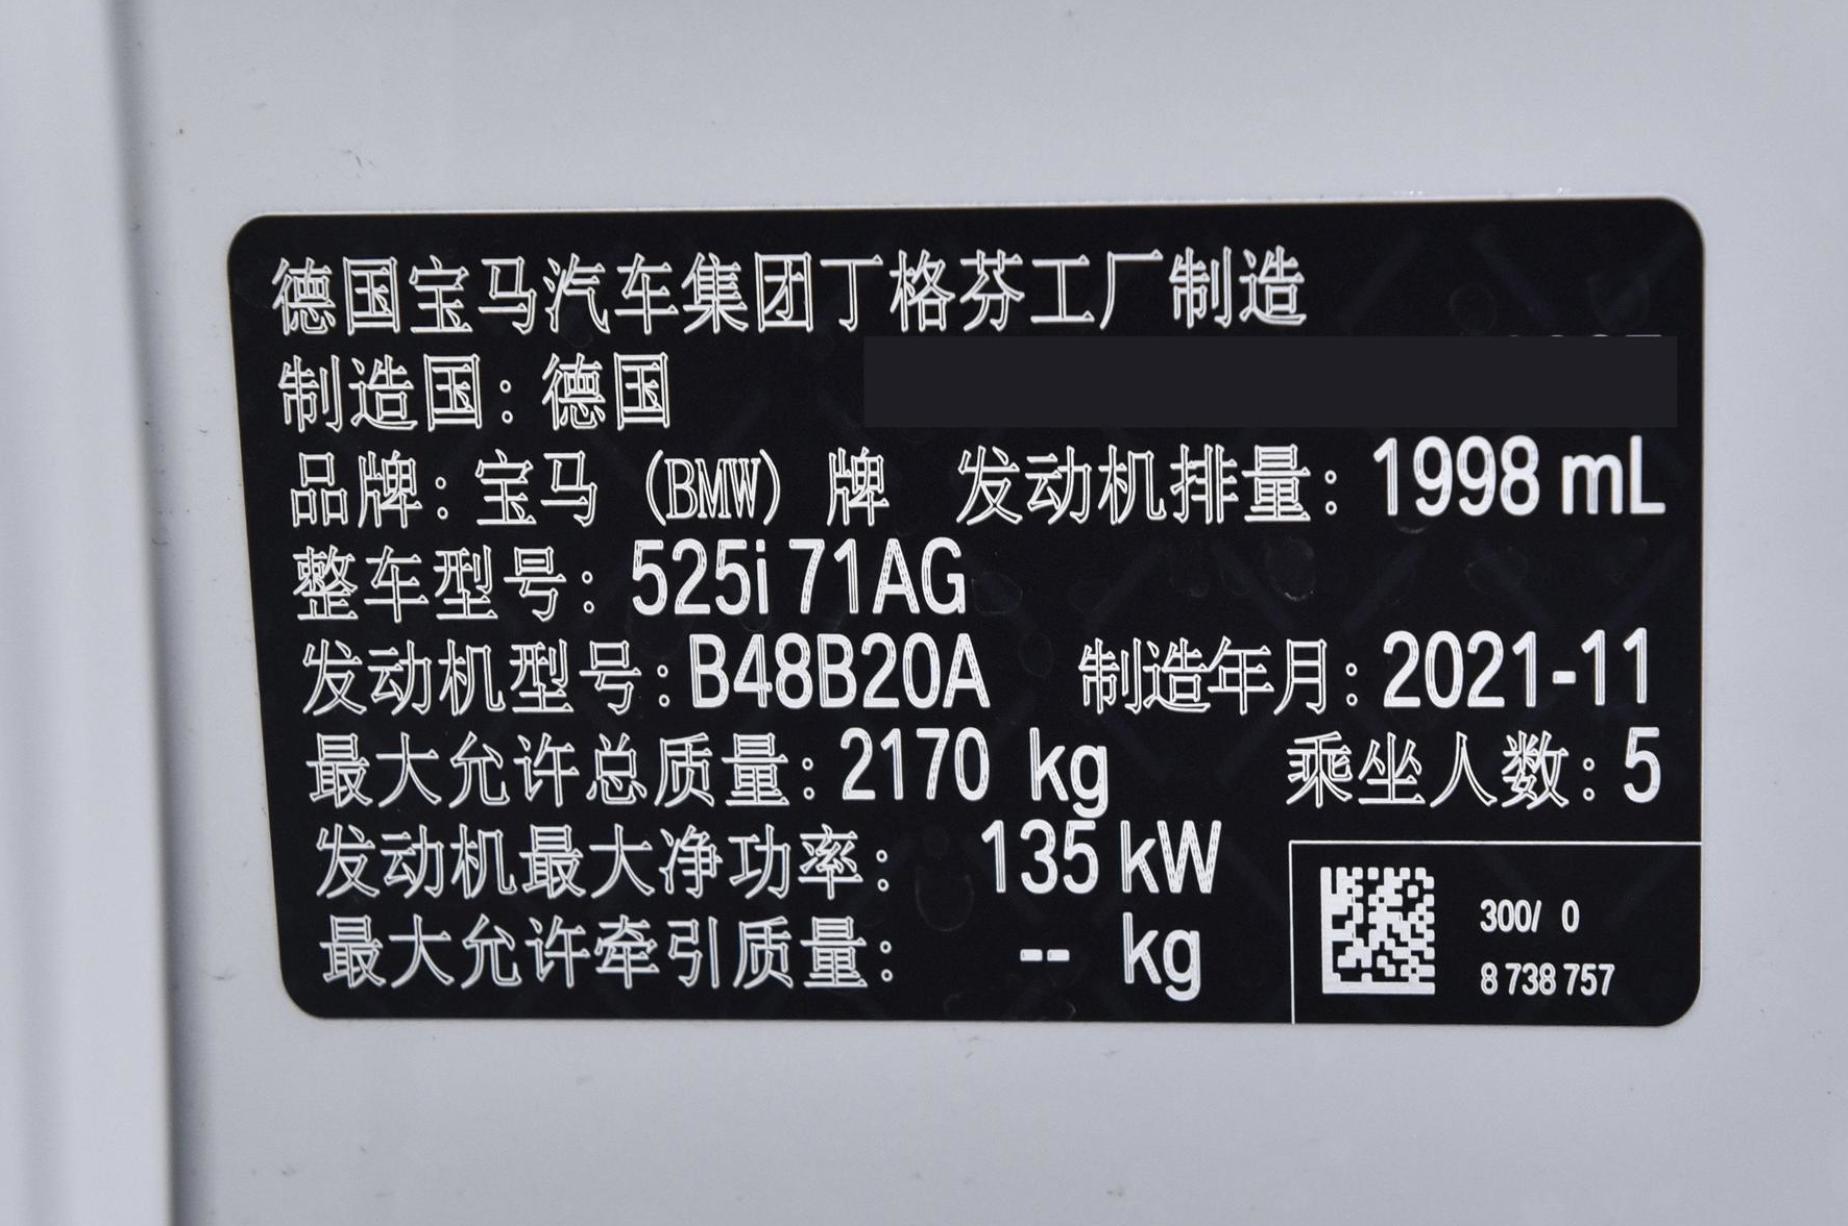 德国宝马汽车集团丁格芬工厂制造
制造国：德国
品牌：宝马（BMW）牌 发动机排量：1998 mL
整车型号：525i 71AG
发动机型号：B48B20A 制造年月：2021-11
最大允许总质量：2170 kg 乘坐人数：5
发动机最大净功率：135 kW
最大允许牵引质量：-- kg
300/ 0
8 738 757